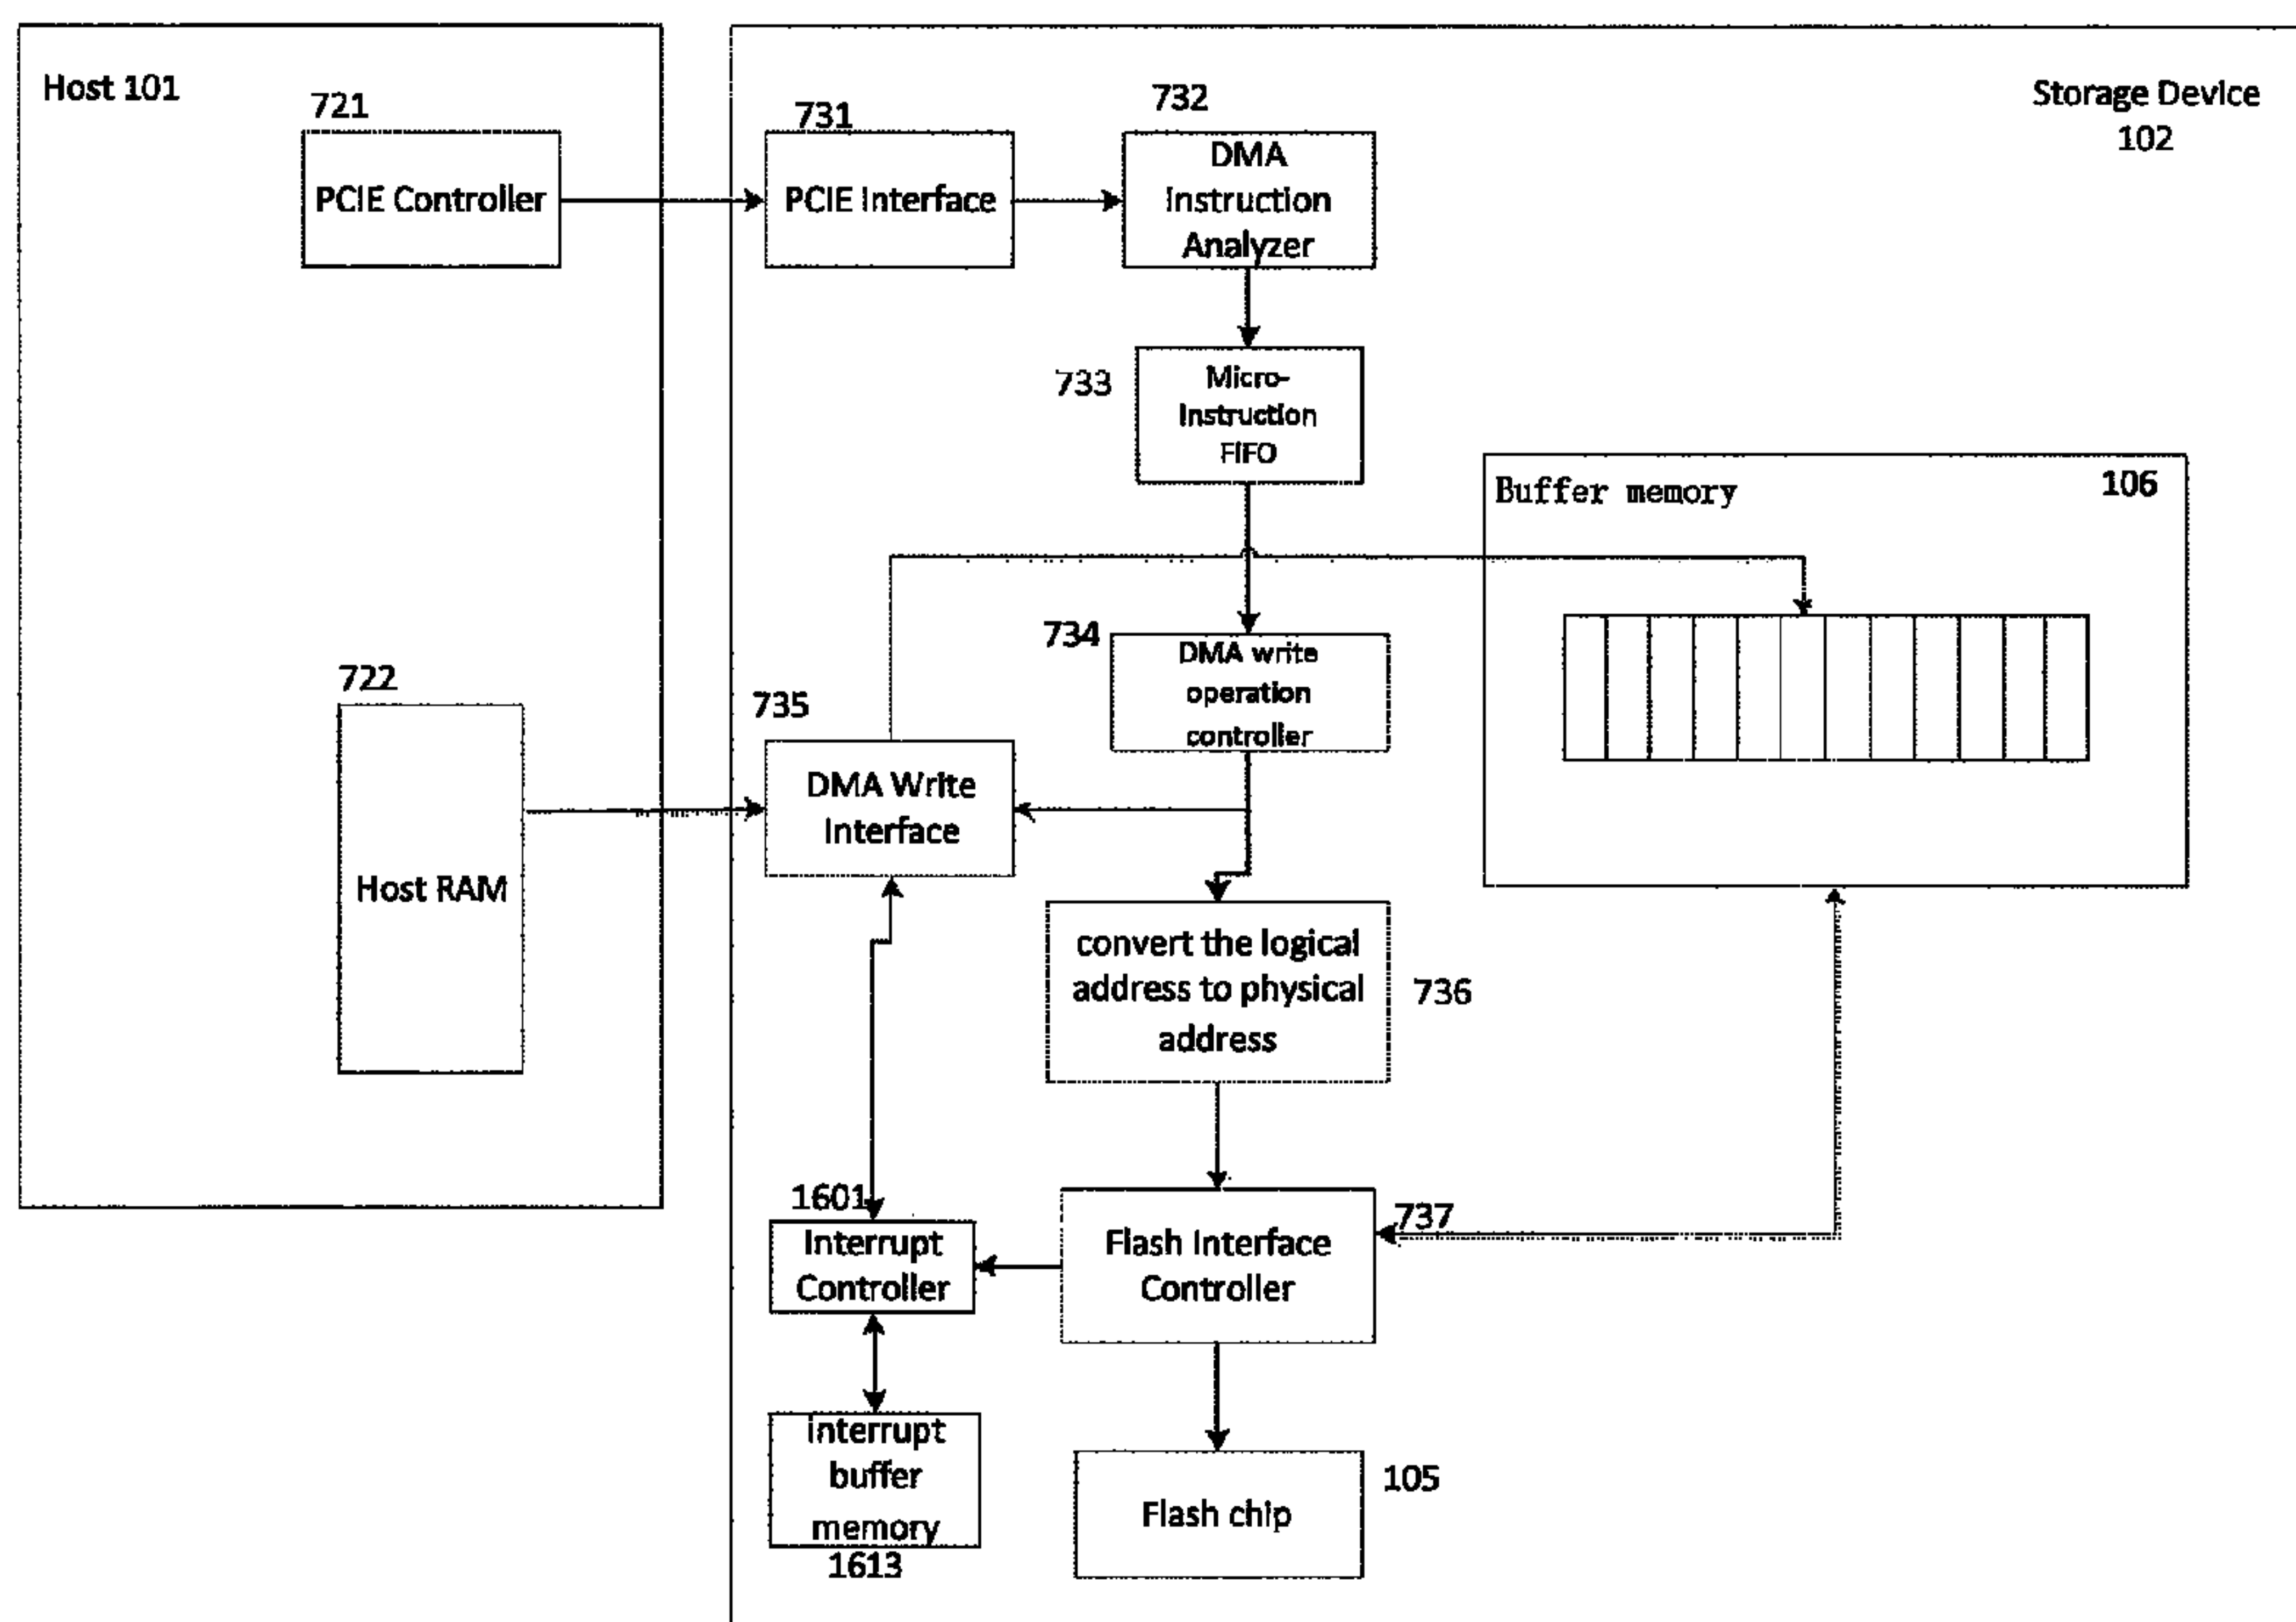 Host 101
721
PCIE Controller
722
Host RAM
Storage Device
102
731
PCIE Interface
732
DMA
Instruction
Analyzer
733
Micro-
Instruction
FIFO
Buffer memory
106
734
DMA write
operation
controller
735
DMA Write
Interface
convert the logical
address to physical
address
736
1601
Interrupt
Controller
Flash Interface
Controller
737
interrupt
buffer
memory
1613
Flash chip
105